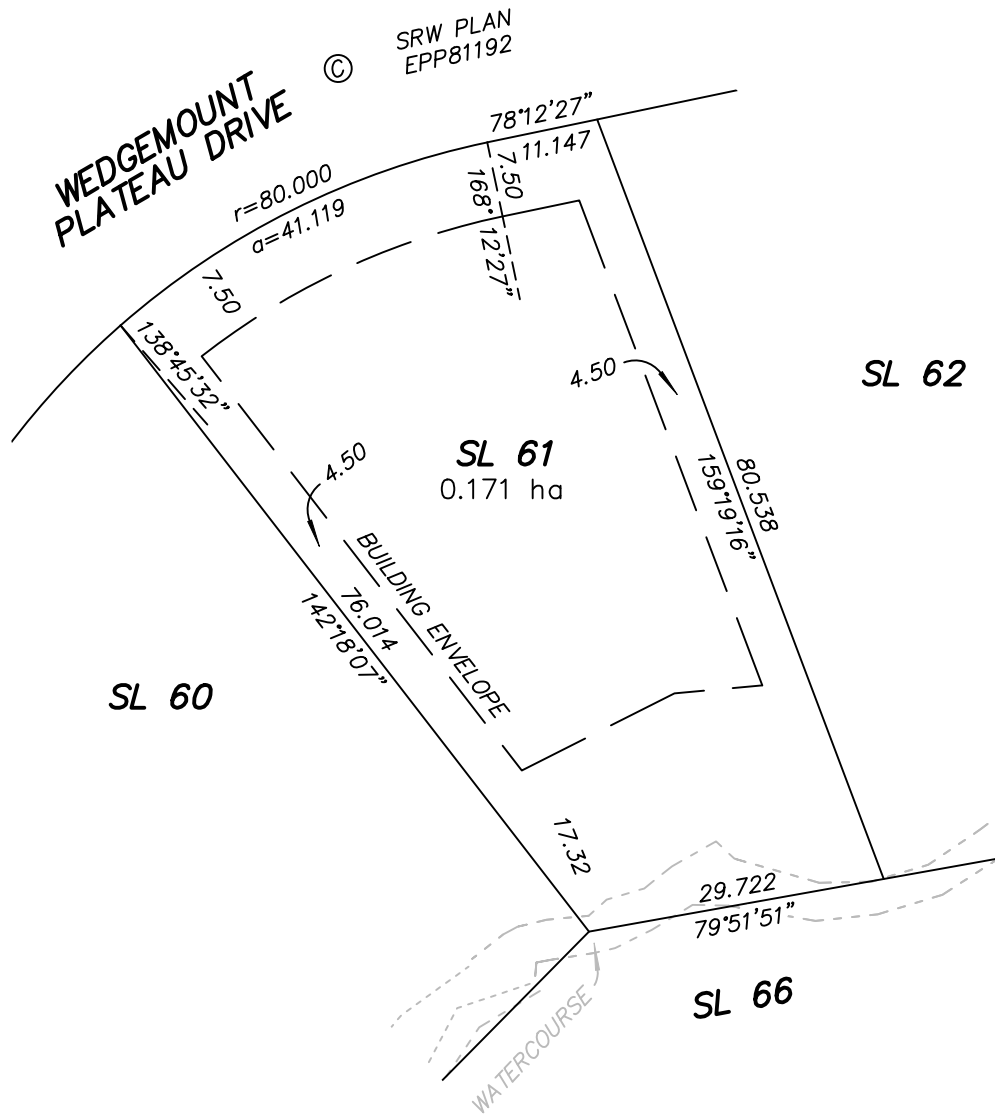 SRW PLAN
EPP81192
©
WEDGEMOUNT
PLATEAU DRIVE
78°12'27"
11.147
r=80.000
a=41.119
7.50
168°12'27"
7.50
138°45'32"
4.50
SL 62
4.50
SL 61
0.171 ha
80.538
159°19'16"
BUILDING ENVELOPE
76.014
142°18'07"
SL 60
17.32
29.722
79°51'51"
SL 66
WATERCOURSE